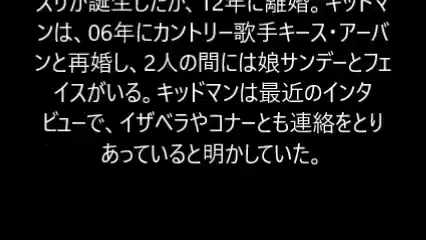 スリが誕生したが、12年に離婚。キッドマ
ンは、06年にカントリー歌手キース・アーバ
ンと再婚し、2人の間には娘サンデーとフェ
イスがいる。キッドマンは最近のインタ
ビューで、イザベラやコナーとも連絡をとり
あっていると明かしていた。